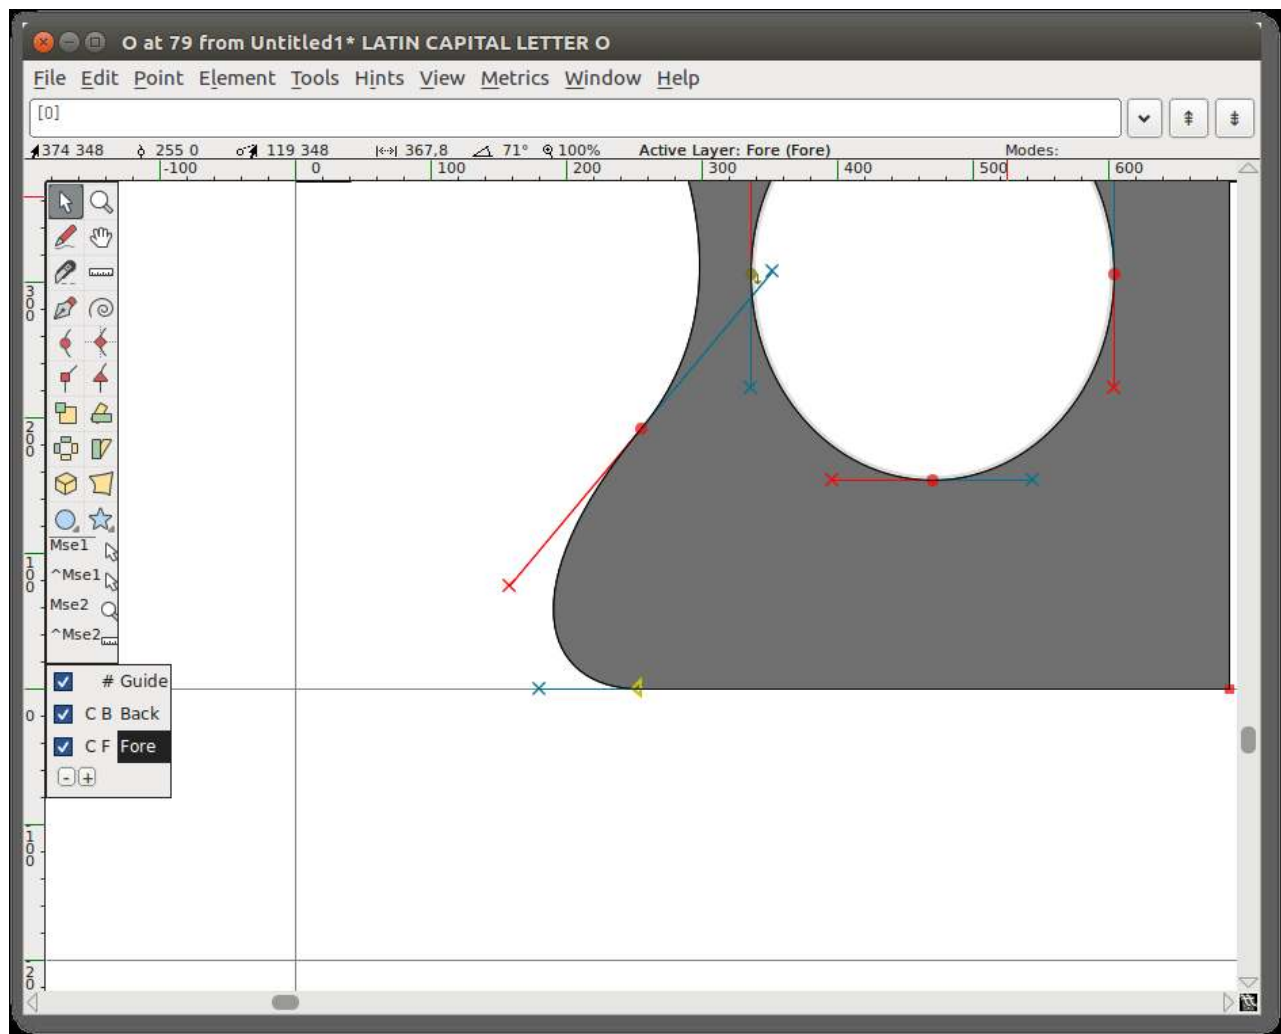 O at 79 from Untitled1* LATIN CAPITAL LETTER O
File Edit Point Element Tools Hints View Metrics Window Help
[O]
374 348 255 0 119 348 367,8 71° 100% Active Layer: Fore (Fore) Modes:
-100 0 100 200 300 400 500 600
300
200
Mse1
^Mse1
100
Mse2
^Mse2
# Guide
0 C B Back
C F Fore
- +
100
20